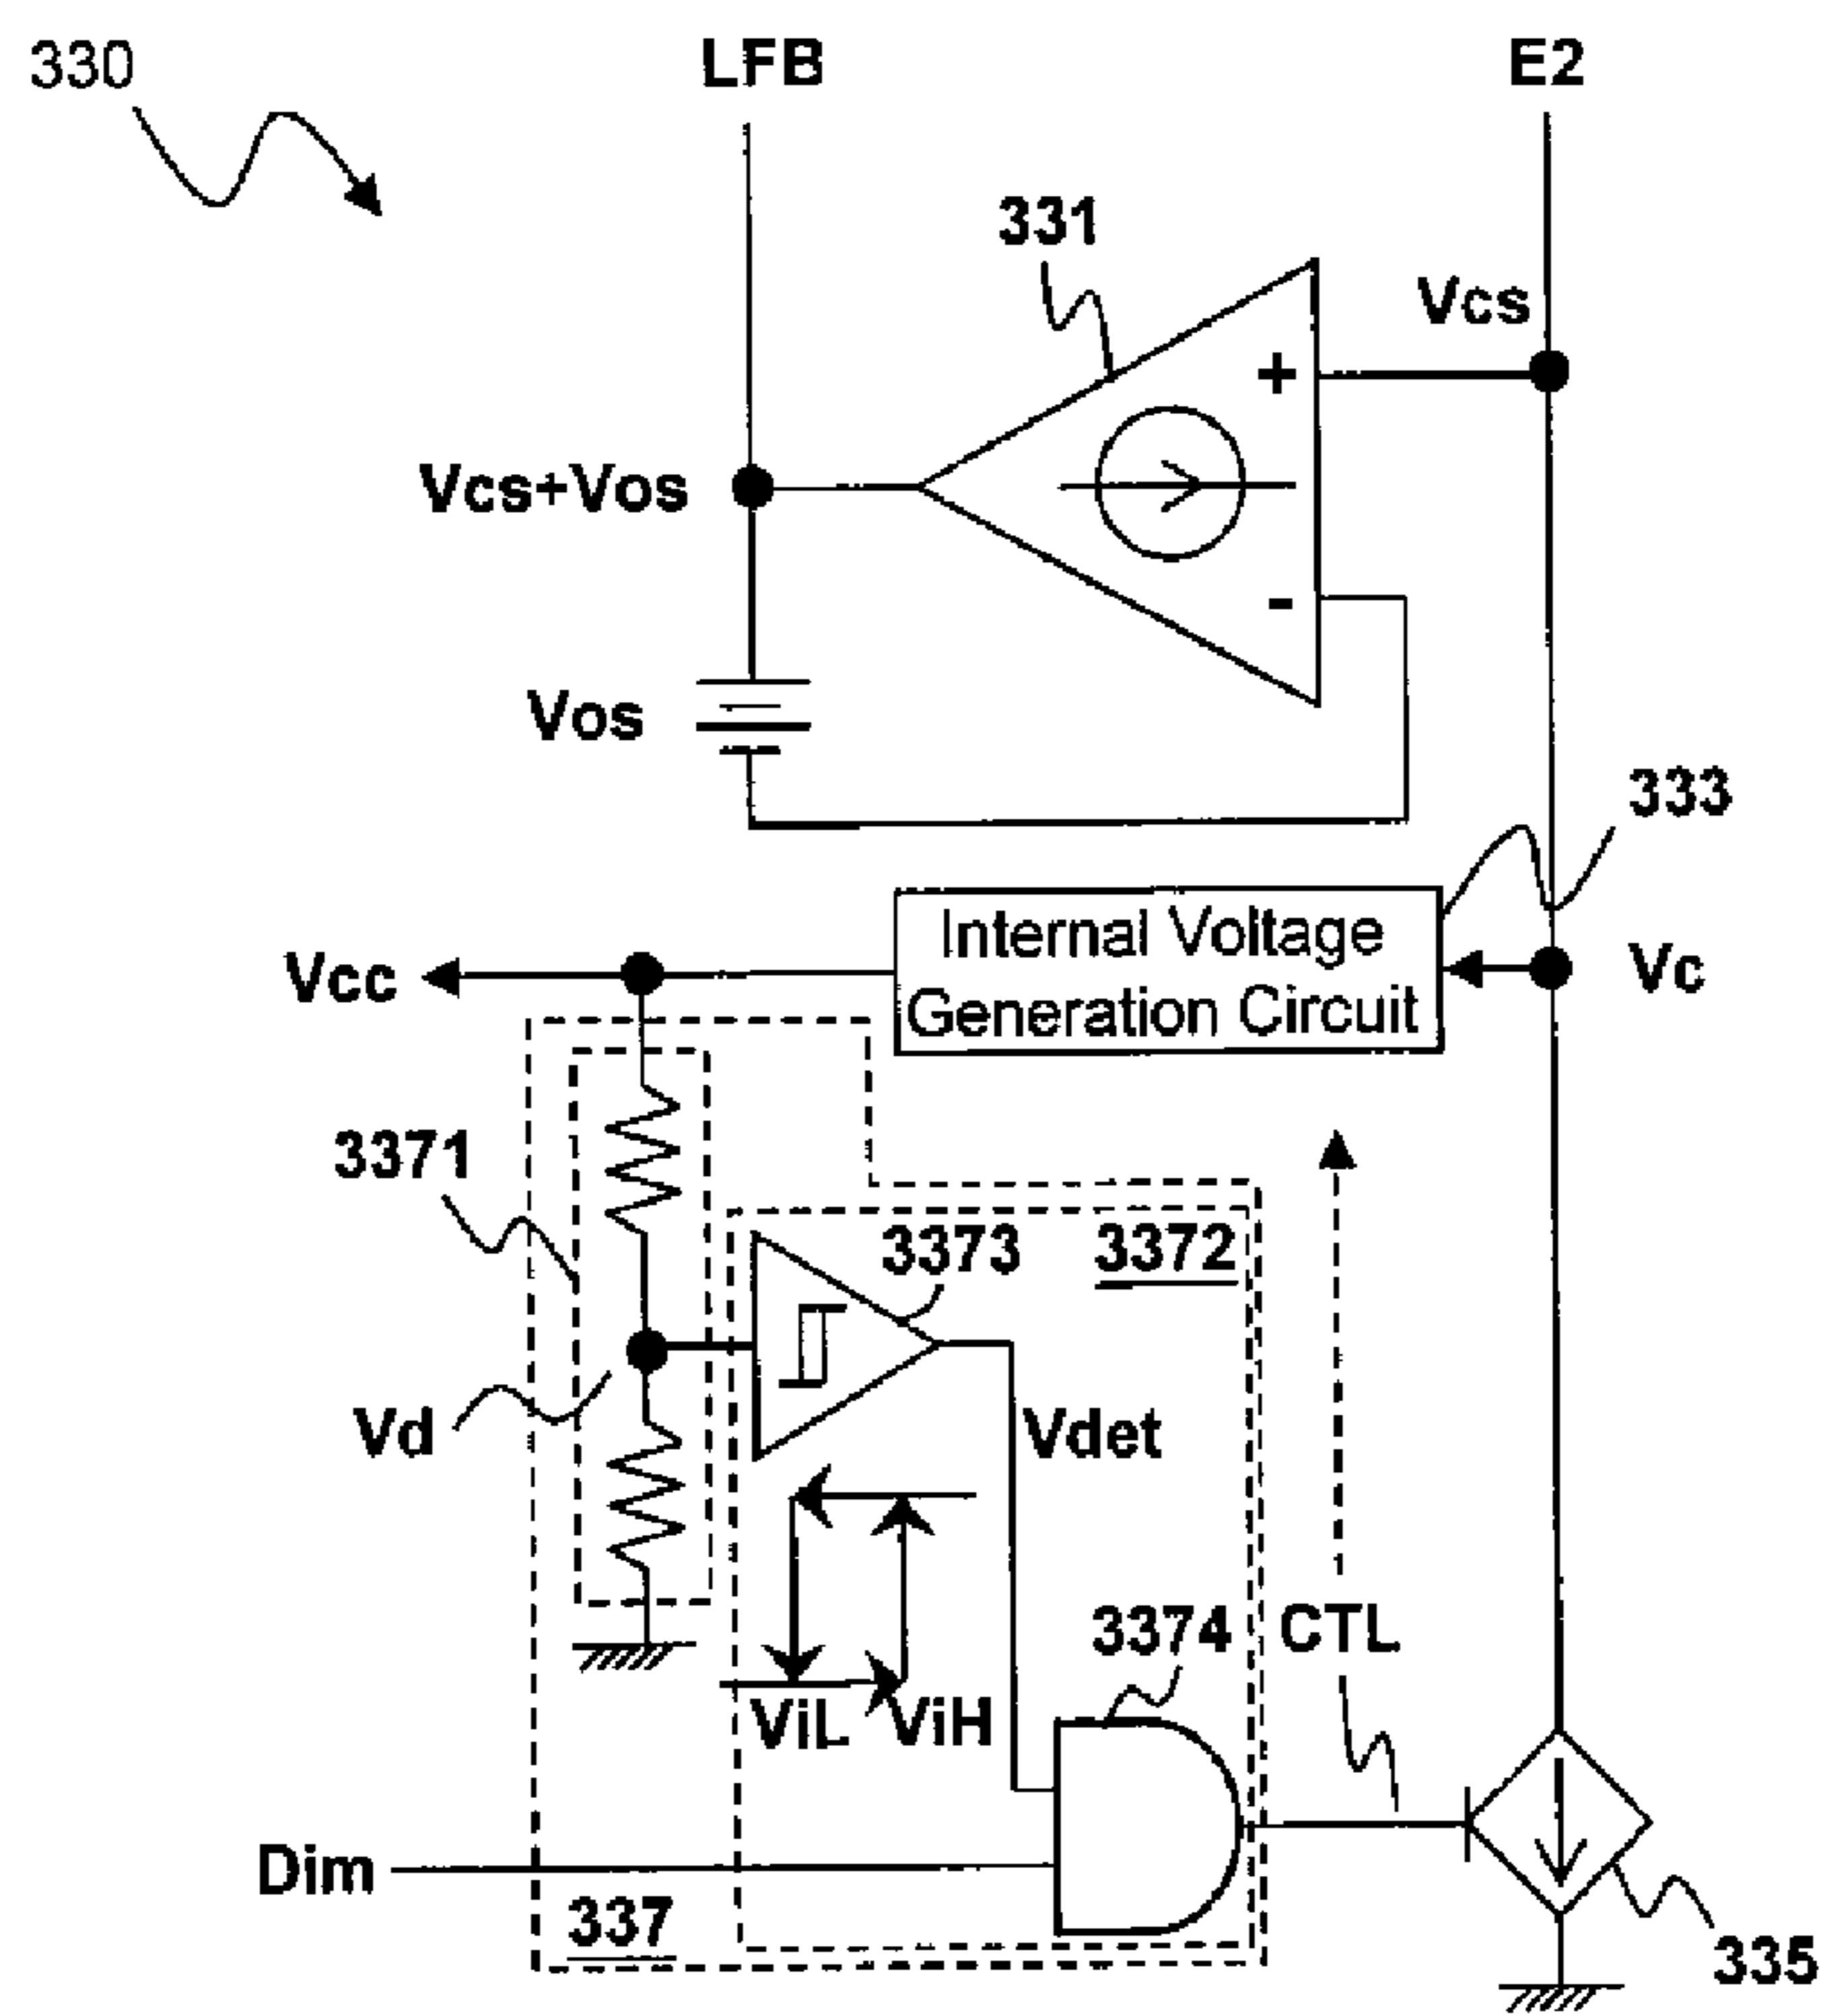 330
LFB
E2
331
Vcs
+
Vcs+Vos
-
Vos
333
Internal Voltage
Generation Circuit
Vcc
Vc
3371
3373
3372
Vd
Vdet
3374
CTL
ViL
ViH
Dim
337
335